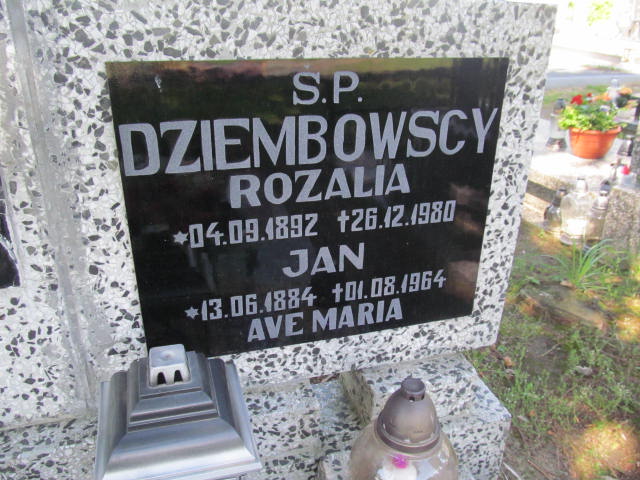 S.P.
DZIEMBOWSCY
ROZALIA
*04.09.1892 †26.12.1980
JAN
*13.06.1884 †01.08.1964
AVE MARIA